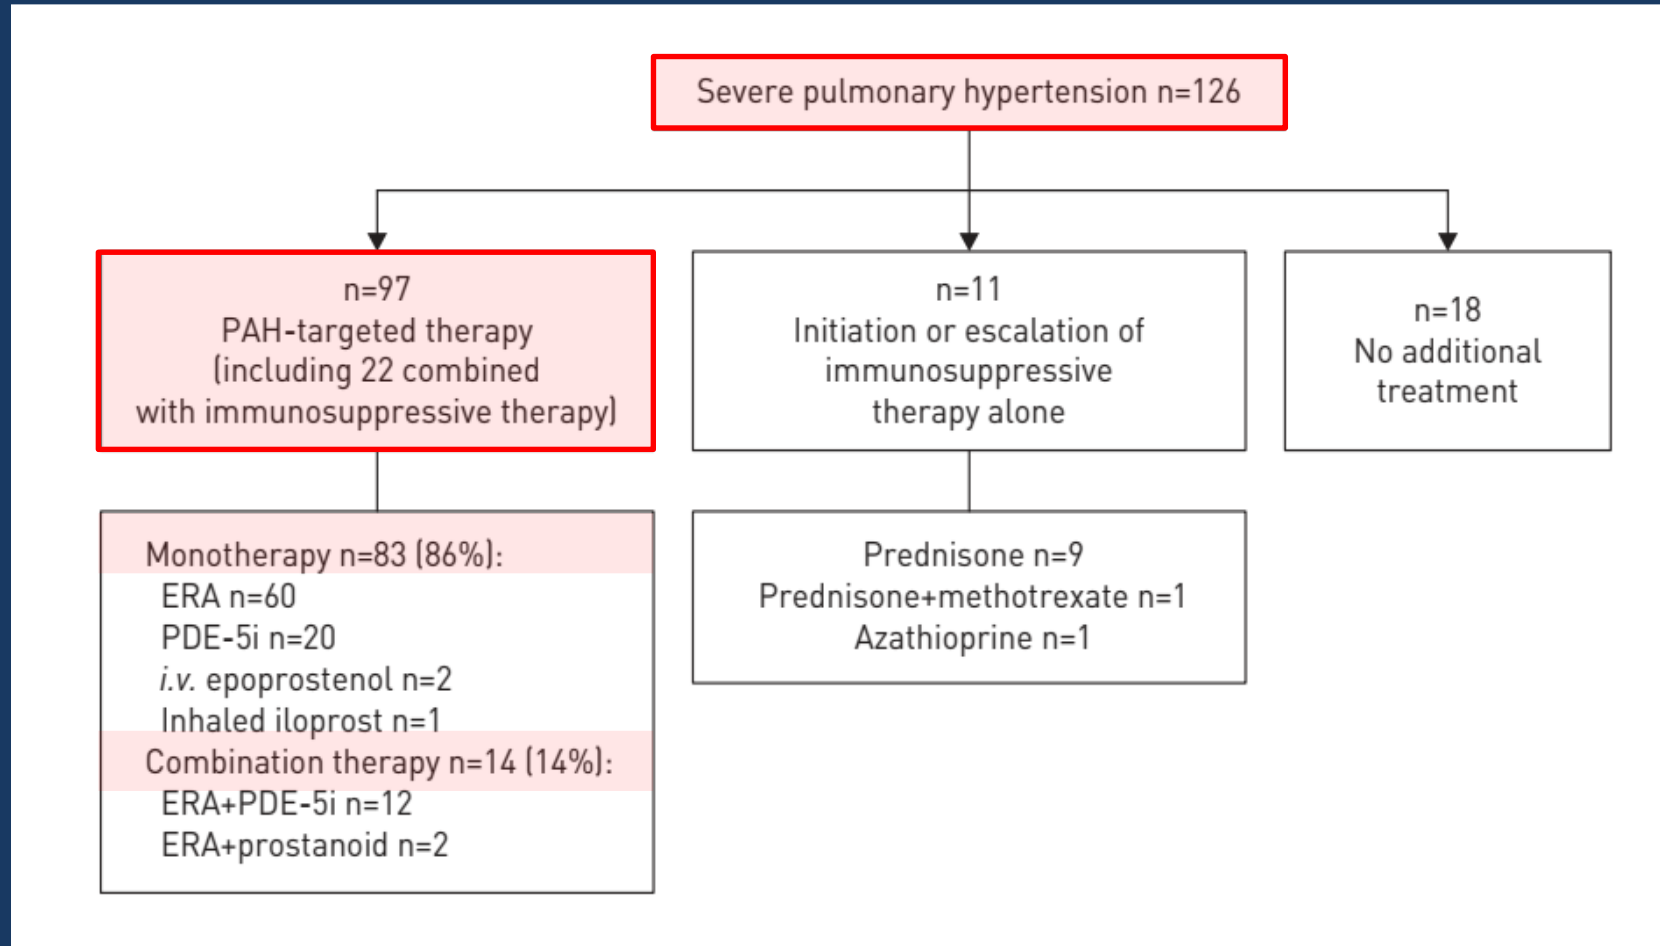 Severe pulmonary hypertension n=126
n=97
PAH-targeted therapy
(including 22 combined
with immunosuppressive therapy)
n=11
Initiation or escalation of
immunosuppressive
therapy alone
n=18
No additional
treatment
Monotherapy n=83 (86%):
ERA n=60
PDE-5i n=20
i.v. epoprostenol n=2
Inhaled iloprost n=1
Combination therapy n=14 (14%):
ERA+PDE-5i n=12
ERA+prostanoid n=2
Prednisone n=9
Prednisone+methotrexate n=1
Azathioprine n=1